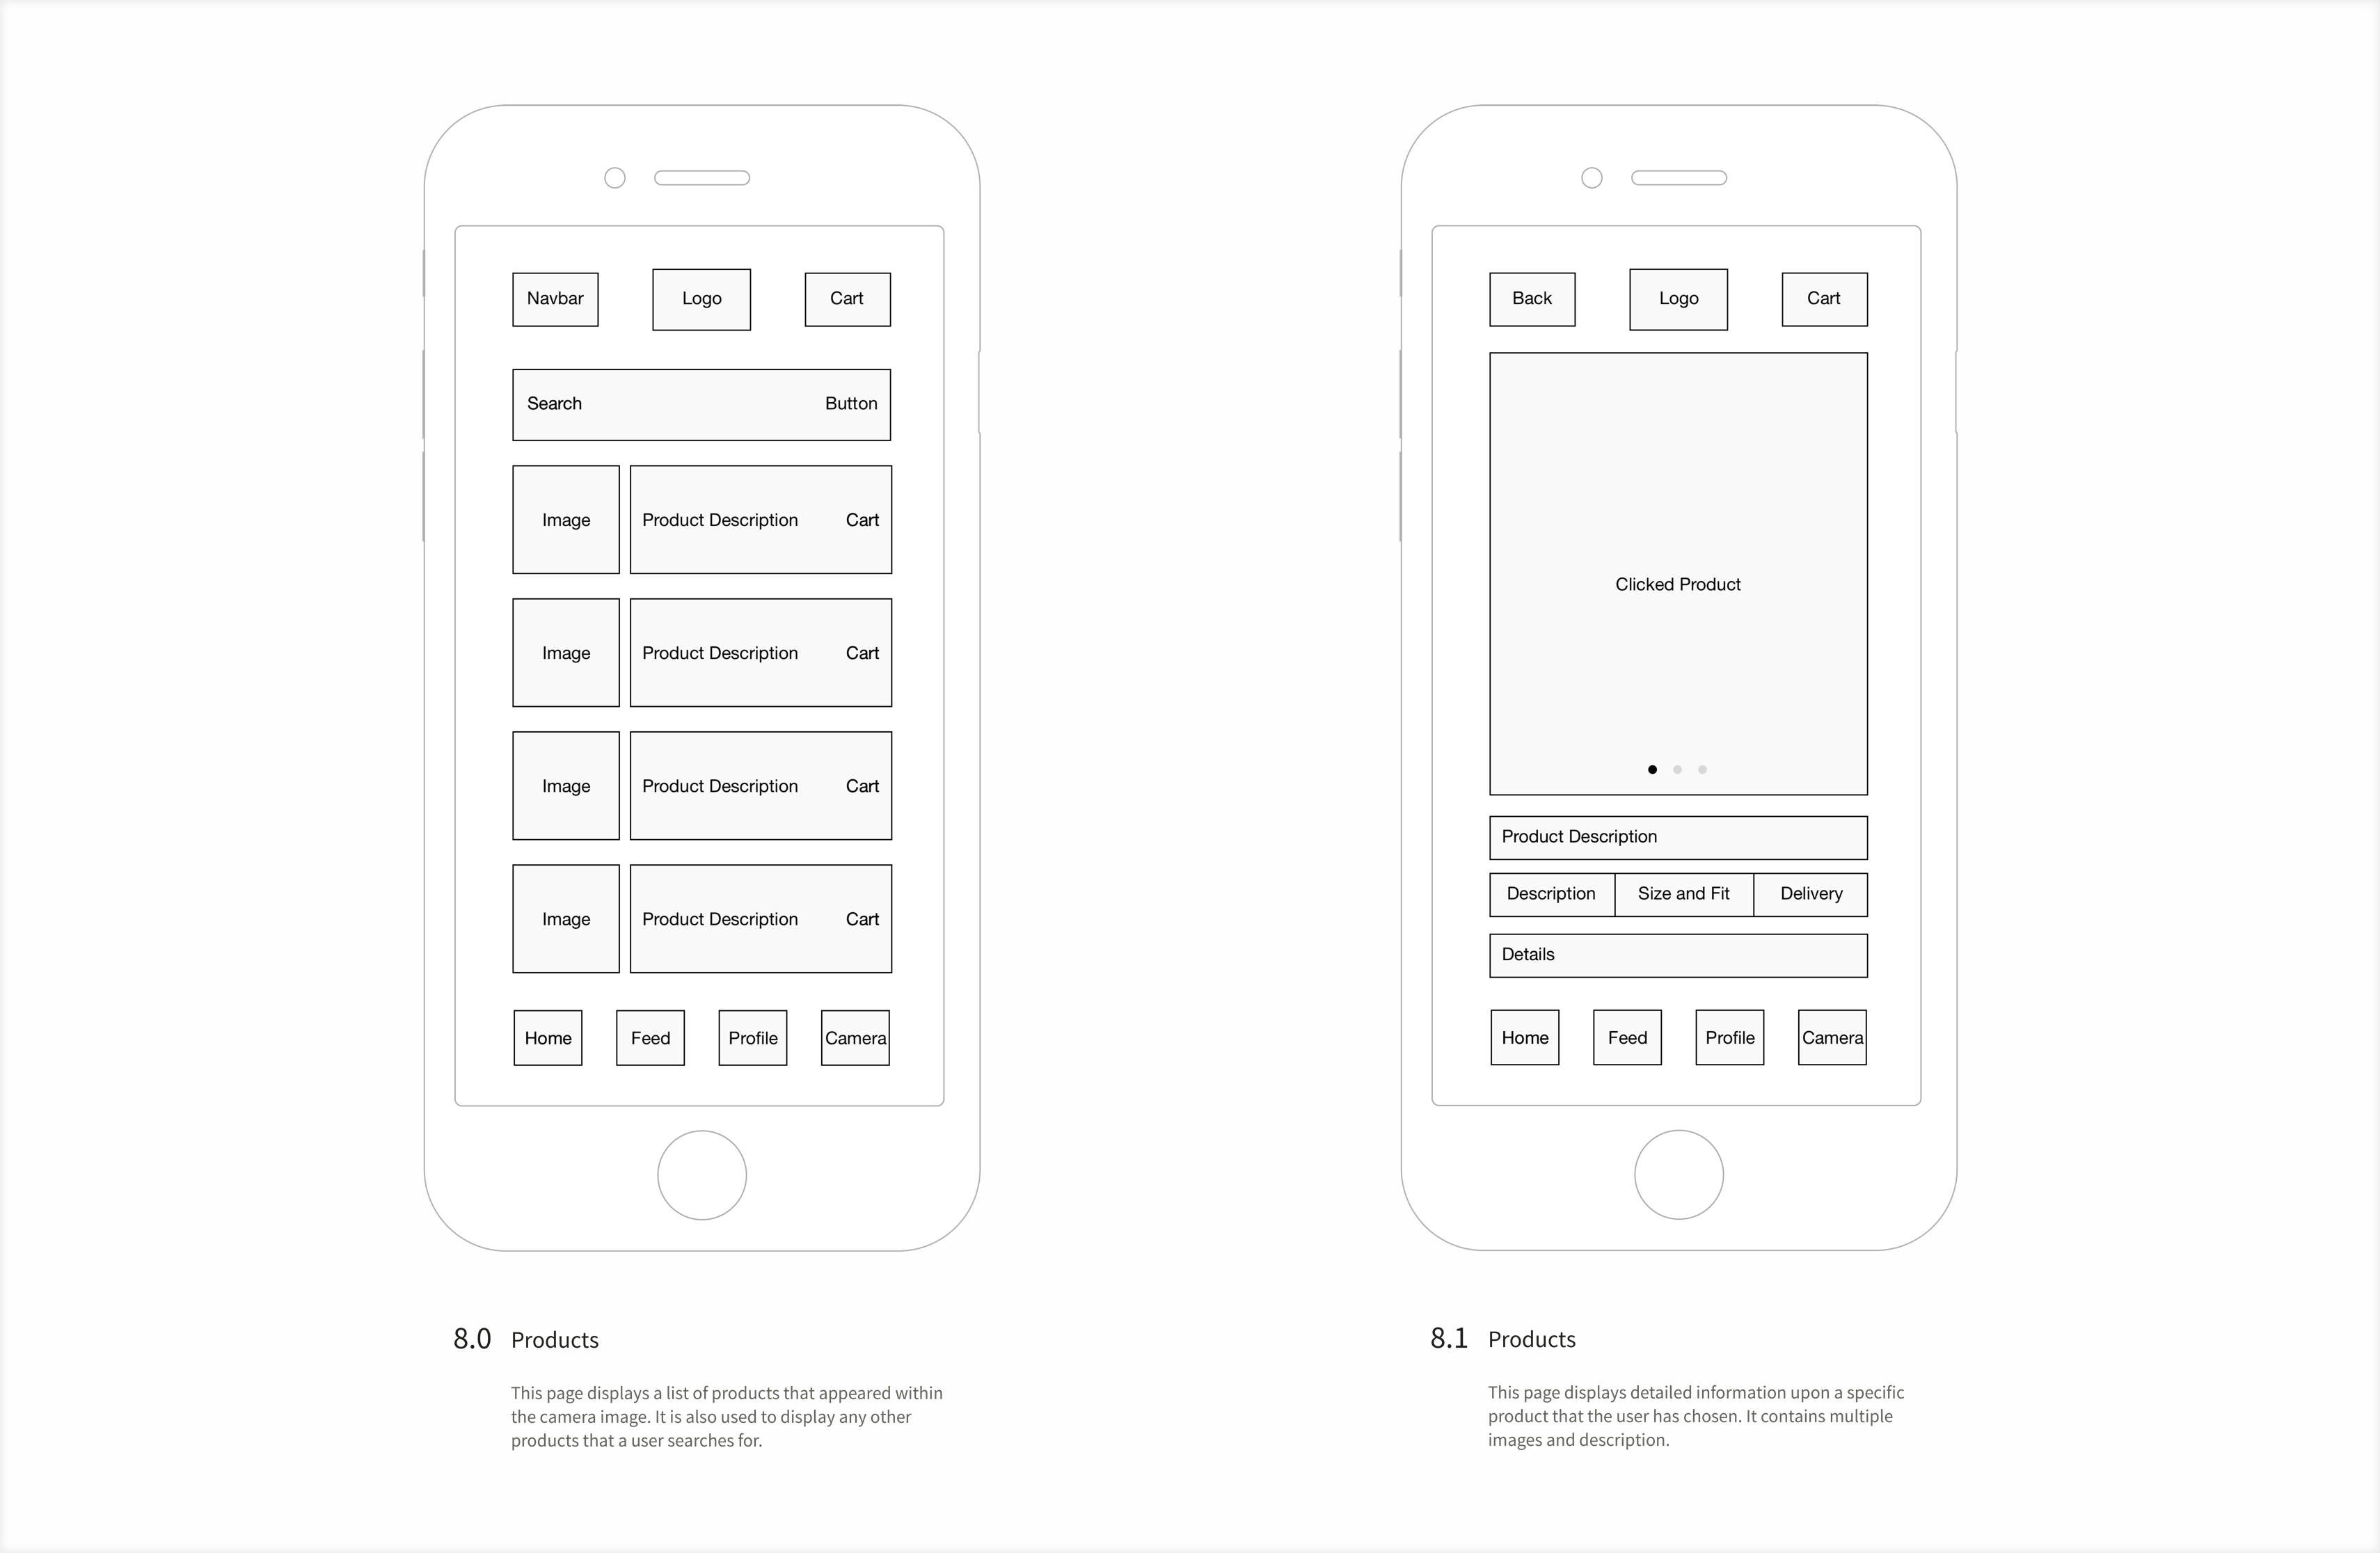 Navbar Logo Cart
Search Button
Image Product Description Cart
Image Product Description Cart
Image Product Description Cart
Image Product Description Cart
Home Feed Profile Camera
8.0 Products
This page displays a list of products that appeared within
the camera image. It is also used to display any other
products that a user searches for.
Back Logo Cart
Clicked Product
Product Description
Description Size and Fit Delivery
Details
Home Feed Profile Camera
8.1 Products
This page displays detailed information upon a specific
product that the user has chosen. It contains multiple
images and description.